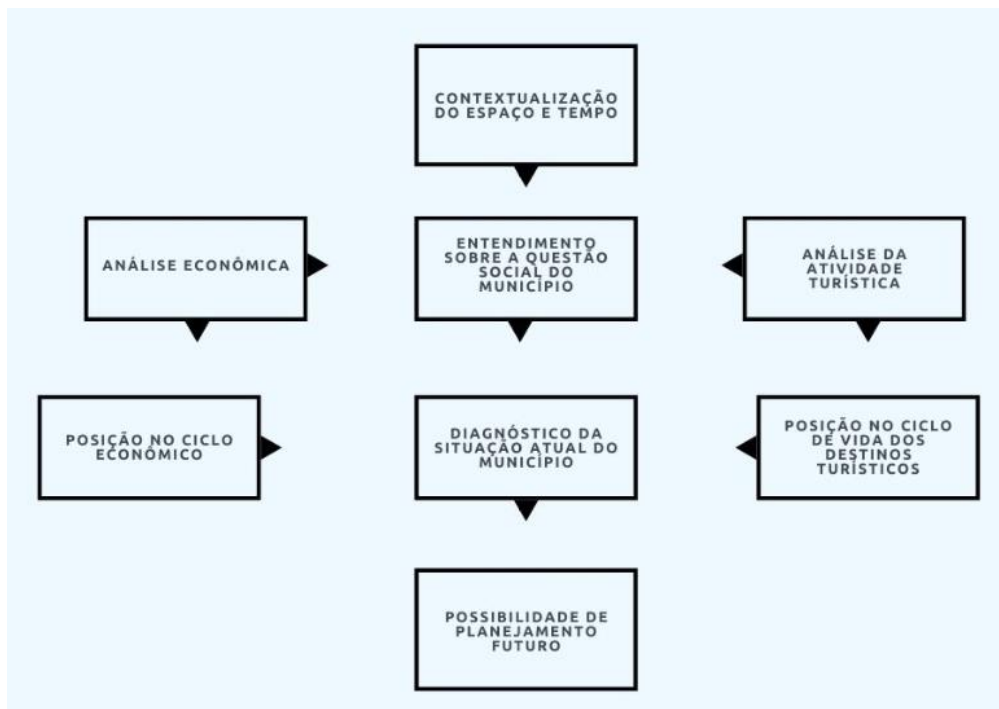 CONTEXTUALIZAÇÃO
DO ESPAÇO E TEMPO
ANÁLISE ECONÔMICA
ENTENDIMENTO
SOBRE A QUESTÃO
SOCIAL DO
MUNICÍPIO
ANÁLISE DA
ATIVIDADE
TURÍSTICA
POSIÇÃO NO CICLO
ECONÔMICO
DIAGNÓSTICO DA
SITUAÇÃO ATUAL DO
MUNICÍPIO
POSIÇÃO NO CICLO
DE VIDA DOS
DESTINOS
TURÍSTICOS
POSSIBILIDADE DE
PLANEJAMENTO
FUTURO